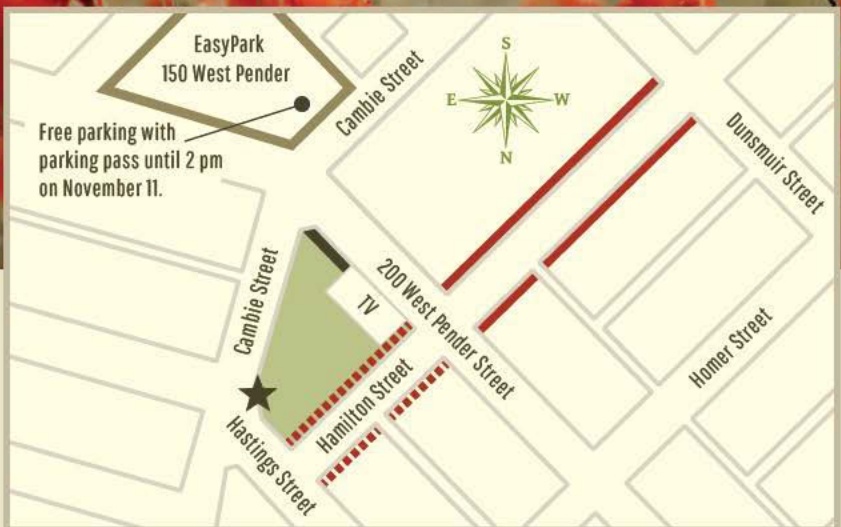 EasyPark
150 West Pender
Free parking with
parking pass until 2 pm
on November 11.
Cambie Street
S
E
W
N
Dunsmuir Street
Cambie Street
TV
200 West Pender Street
Hamilton Street
Homer Street
Hastings Street